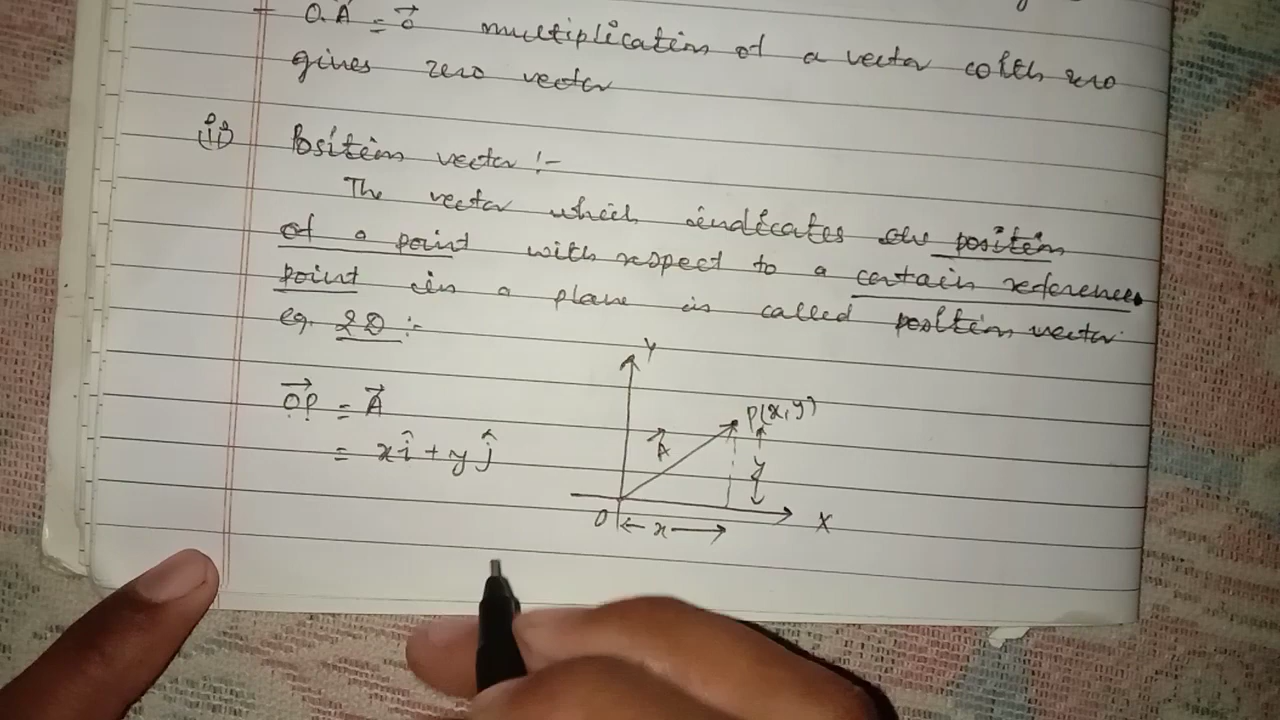 0.A⃗ = 0⃗ multiplication of a vector with zero
gives zero vector
(ii) Position vector :-
The vector which indicates the position
of a point with respect to a certain reference
point in a plane is called position vector.
eg. 2D :-
OP⃗ = A⃗
= xî + yĵ
Y
P(x,y)
A⃗
y
O
x
X